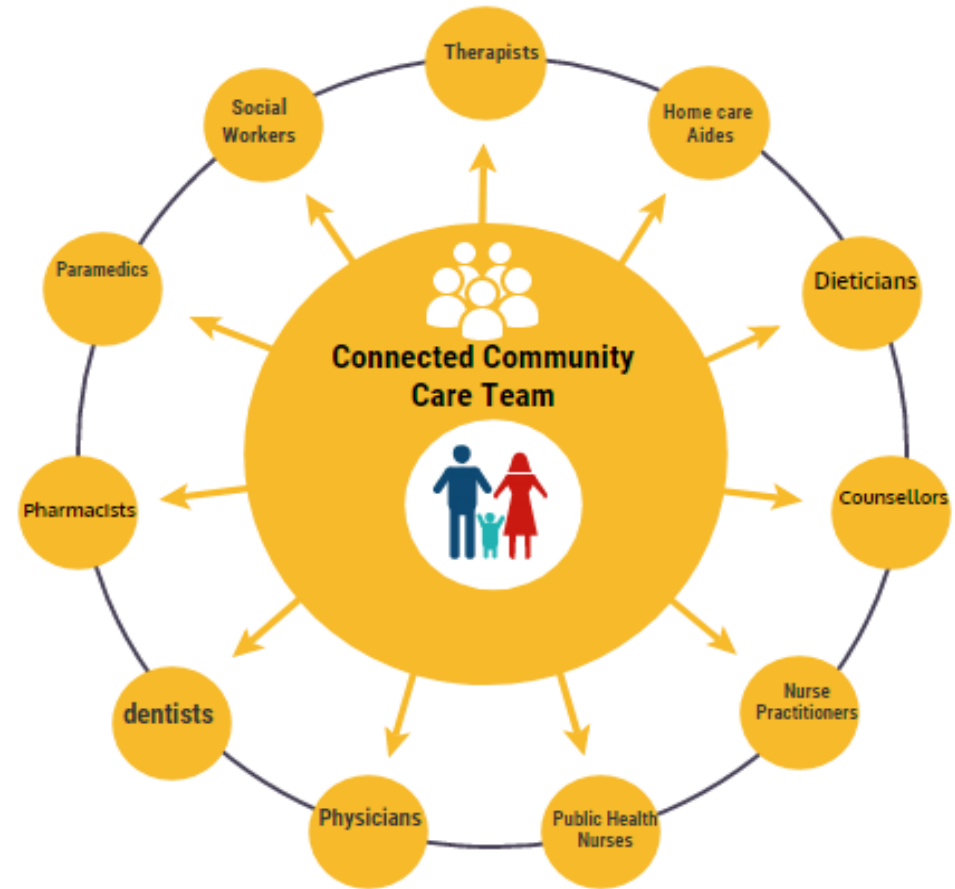 Therapists
Social
Workers
Home care
Aides
Paramedics
Dieticians
Connected Community
Care Team
Pharmacists
Counsellors
dentists
Nurse
Practitioners
Physicians
Public Health
Nurses